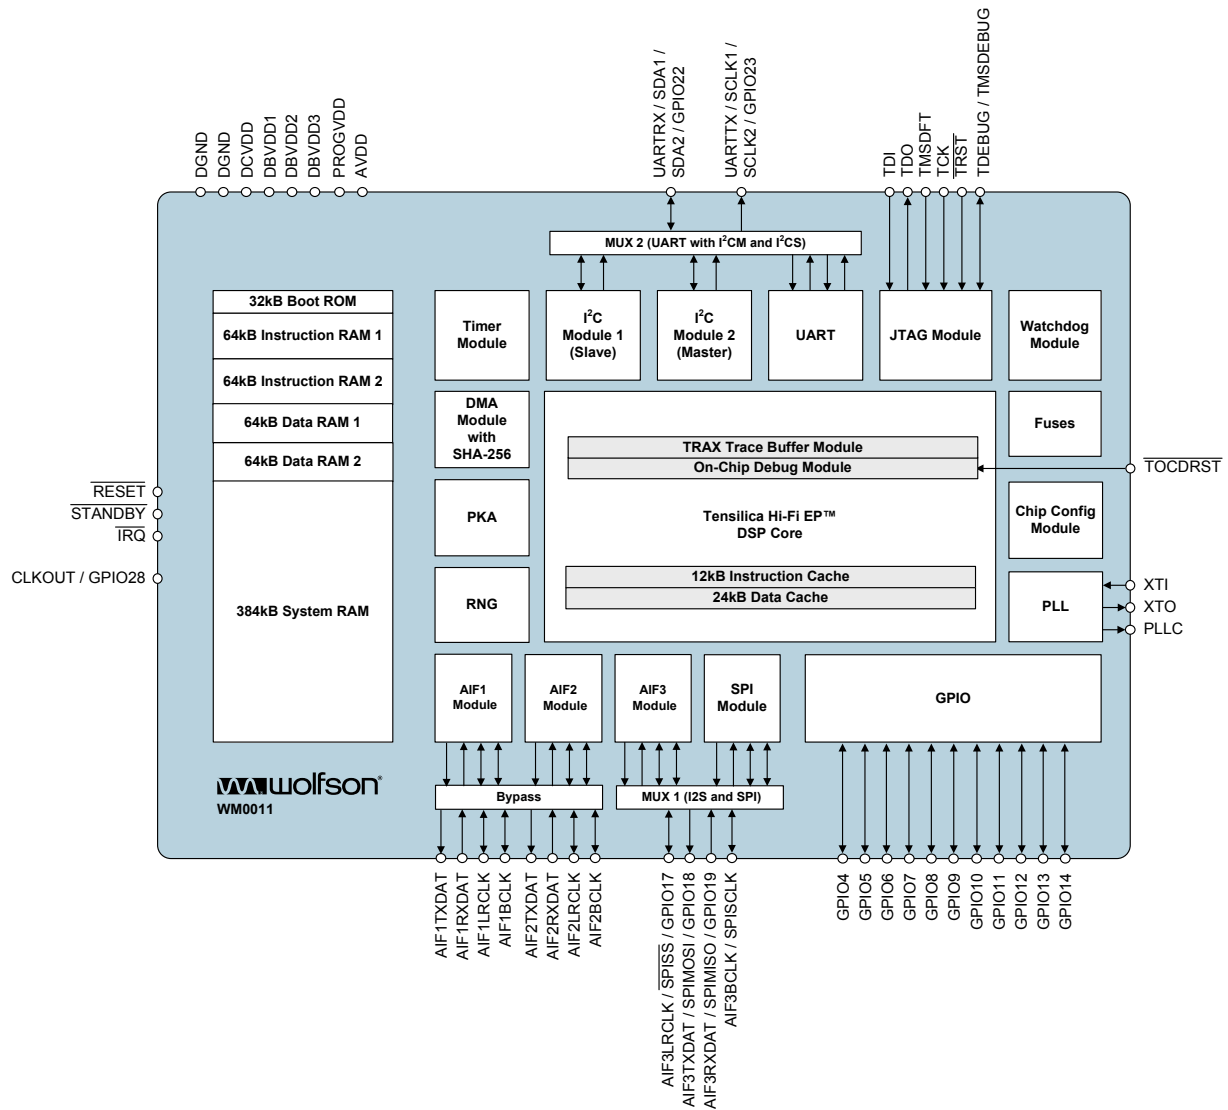 DGND
DGND
DCVDD
DBVDD1
DBVDD2
DBVDD3
PROGVDD
AVDD
UARTRX / SDA1 /
SDA2 / GPIO22
UARTTX / SCLK1 /
SCLK2 / GPIO23
TDI
TDO
TMSDFT
TCK
TRST
TDEBUG / TMSDEBUG
MUX 2 (UART with I²CM and I²CS)
32kB Boot ROM
64kB Instruction RAM 1
64kB Instruction RAM 2
64kB Data RAM 1
64kB Data RAM 2
384kB System RAM
Timer
Module
I²C
Module 1
(Slave)
I²C
Module 2
(Master)
UART
JTAG Module
Watchdog
Module
DMA
Module
with
SHA-256
TRAX Trace Buffer Module
On-Chip Debug Module
Tensilica Hi-Fi EP™
DSP Core
12kB Instruction Cache
24kB Data Cache
Fuses
TOCDRST
RESET
STANDBY
IRQ
CLKOUT / GPIO28
PKA
Chip Config
Module
RNG
PLL
XTI
XTO
PLLC
AIF1
Module
AIF2
Module
AIF3
Module
SPI
Module
GPIO
wolfson®
WM0011
Bypass
MUX 1 (I2S and SPI)
AIF1TXDAT
AIF1RXDAT
AIF1LRCLK
AIF1BCLK
AIF2TXDAT
AIF2RXDAT
AIF2LRCLK
AIF2BCLK
AIF3LRCLK / SPISS / GPIO17
AIF3TXDAT / SPIMOSI / GPIO18
AIF3RXDAT / SPIMISO / GPIO19
AIF3BCLK / SPISCLK
GPIO4
GPIO5
GPIO6
GPIO7
GPIO8
GPIO9
GPIO10
GPIO11
GPIO12
GPIO13
GPIO14